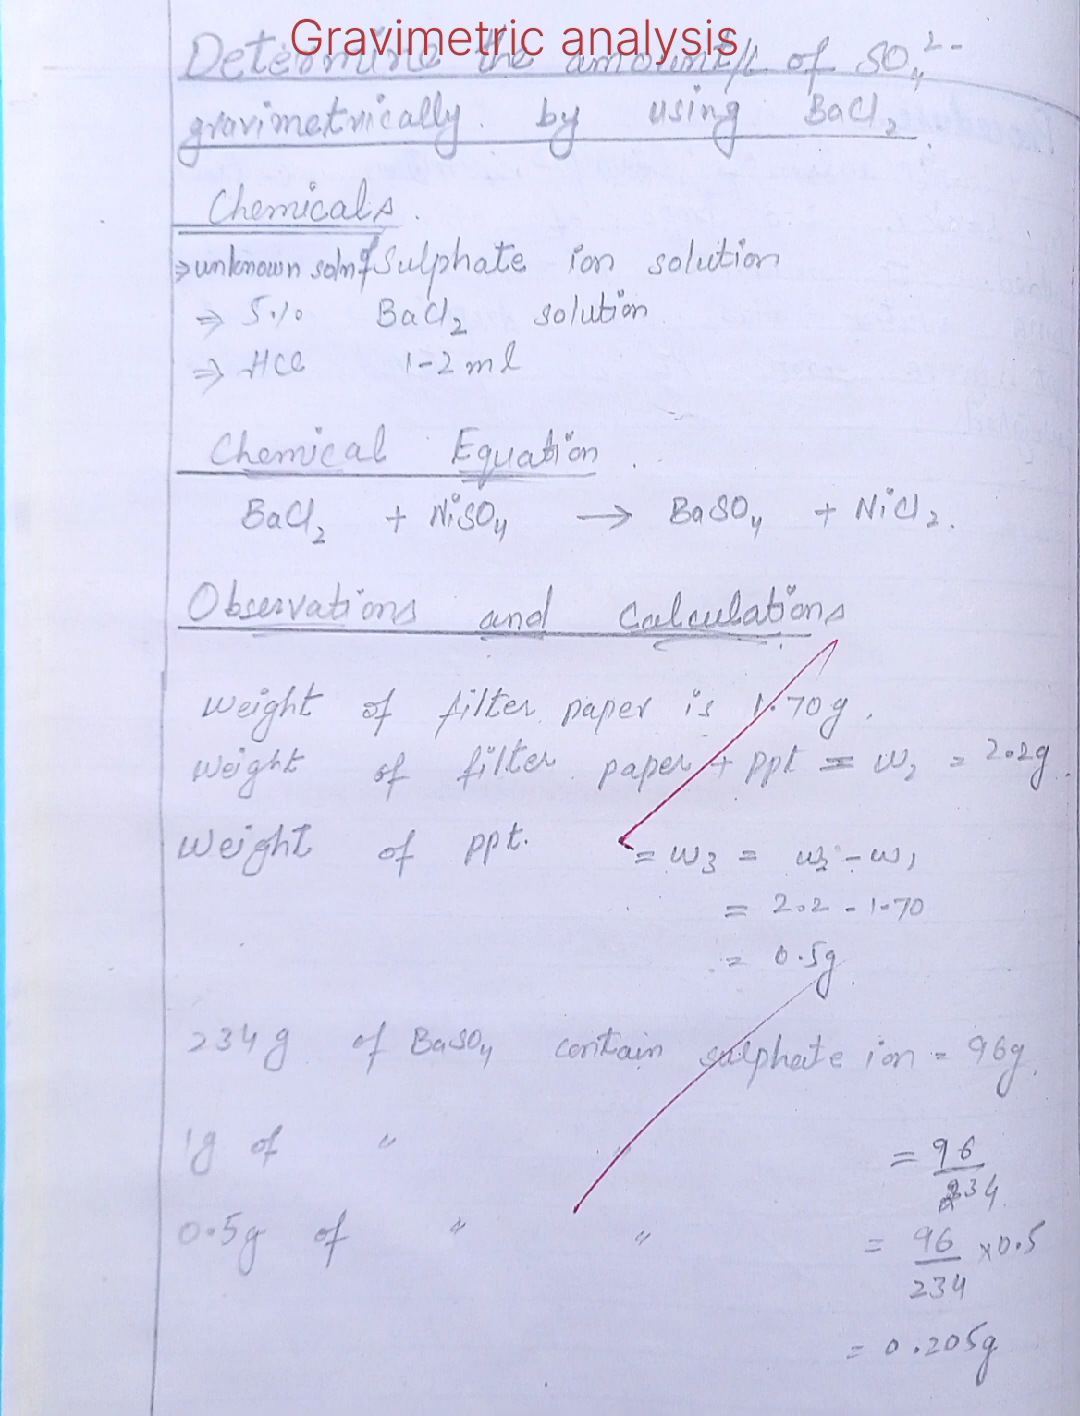 Gravimetric analysis
Determine the amount/L of SO₄²⁻
gravimetrically by using BaCl₂
Chemicals.
⇒ unknown soln of Sulphate ion solution
⇒ 5% BaCl₂ solution
⇒ HCl 1-2 ml
Chemical Equation.
BaCl₂ + NiSO₄ → BaSO₄ + NiCl₂.
Observations and Calculations
Weight of filter paper is 1.70g.
Weight of filter paper + ppt = w₂ = 2.2g.
Weight of ppt. = w₃ = w₂ - w₁
= 2.2 - 1.70
= 0.5g
234g of BaSO₄ contain sulphate ion = 96g.
1g of " " = 96/234
0.5g of " " = 96/234 × 0.5
= 0.205g